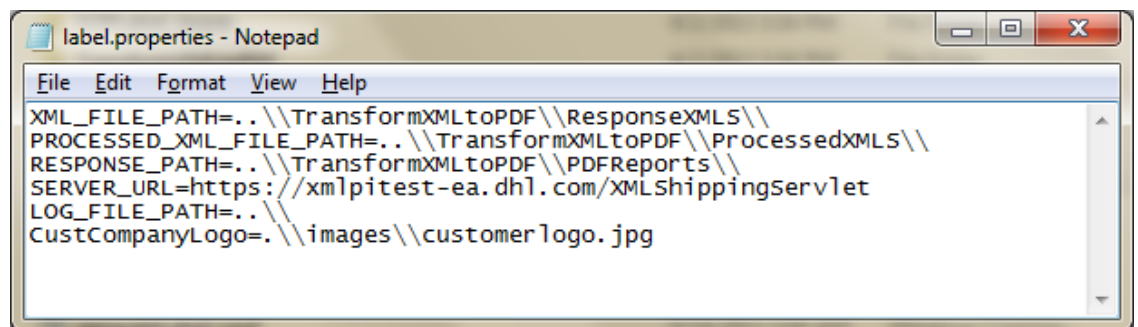 label.properties - Notepad
File Edit Format View Help
XML_FILE_PATH=..\\TransformXMLtoPDF\\ResponseXMLS\\
PROCESSED_XML_FILE_PATH=..\\TransformXMLtoPDF\\ProcessedXMLS\\
RESPONSE_PATH=..\\TransformXMLtoPDF\\PDFReports\\
SERVER_URL=https://xmlpitest-ea.dhl.com/XMLShippingServlet
LOG_FILE_PATH=..\\
CustCompanyLogo=.\\images\\customerlogo.jpg